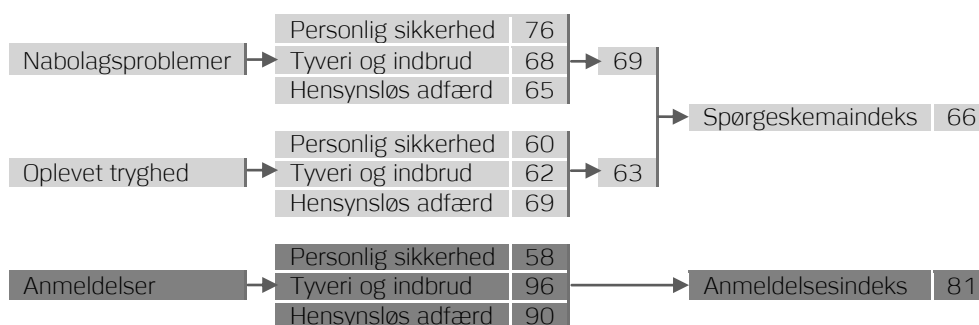 Personlig sikkerhed 76
Nabolagsproblemer Tyveri og indbrud 68 69
Hensynsløs adfærd 65
Spørgeskemaindeks 66
Personlig sikkerhed 60
Oplevet tryghed Tyveri og indbrud 62 63
Hensynsløs adfærd 69
Personlig sikkerhed 58
Anmeldelser Tyveri og indbrud 96 Anmeldelsesindeks 81
Hensynsløs adfærd 90